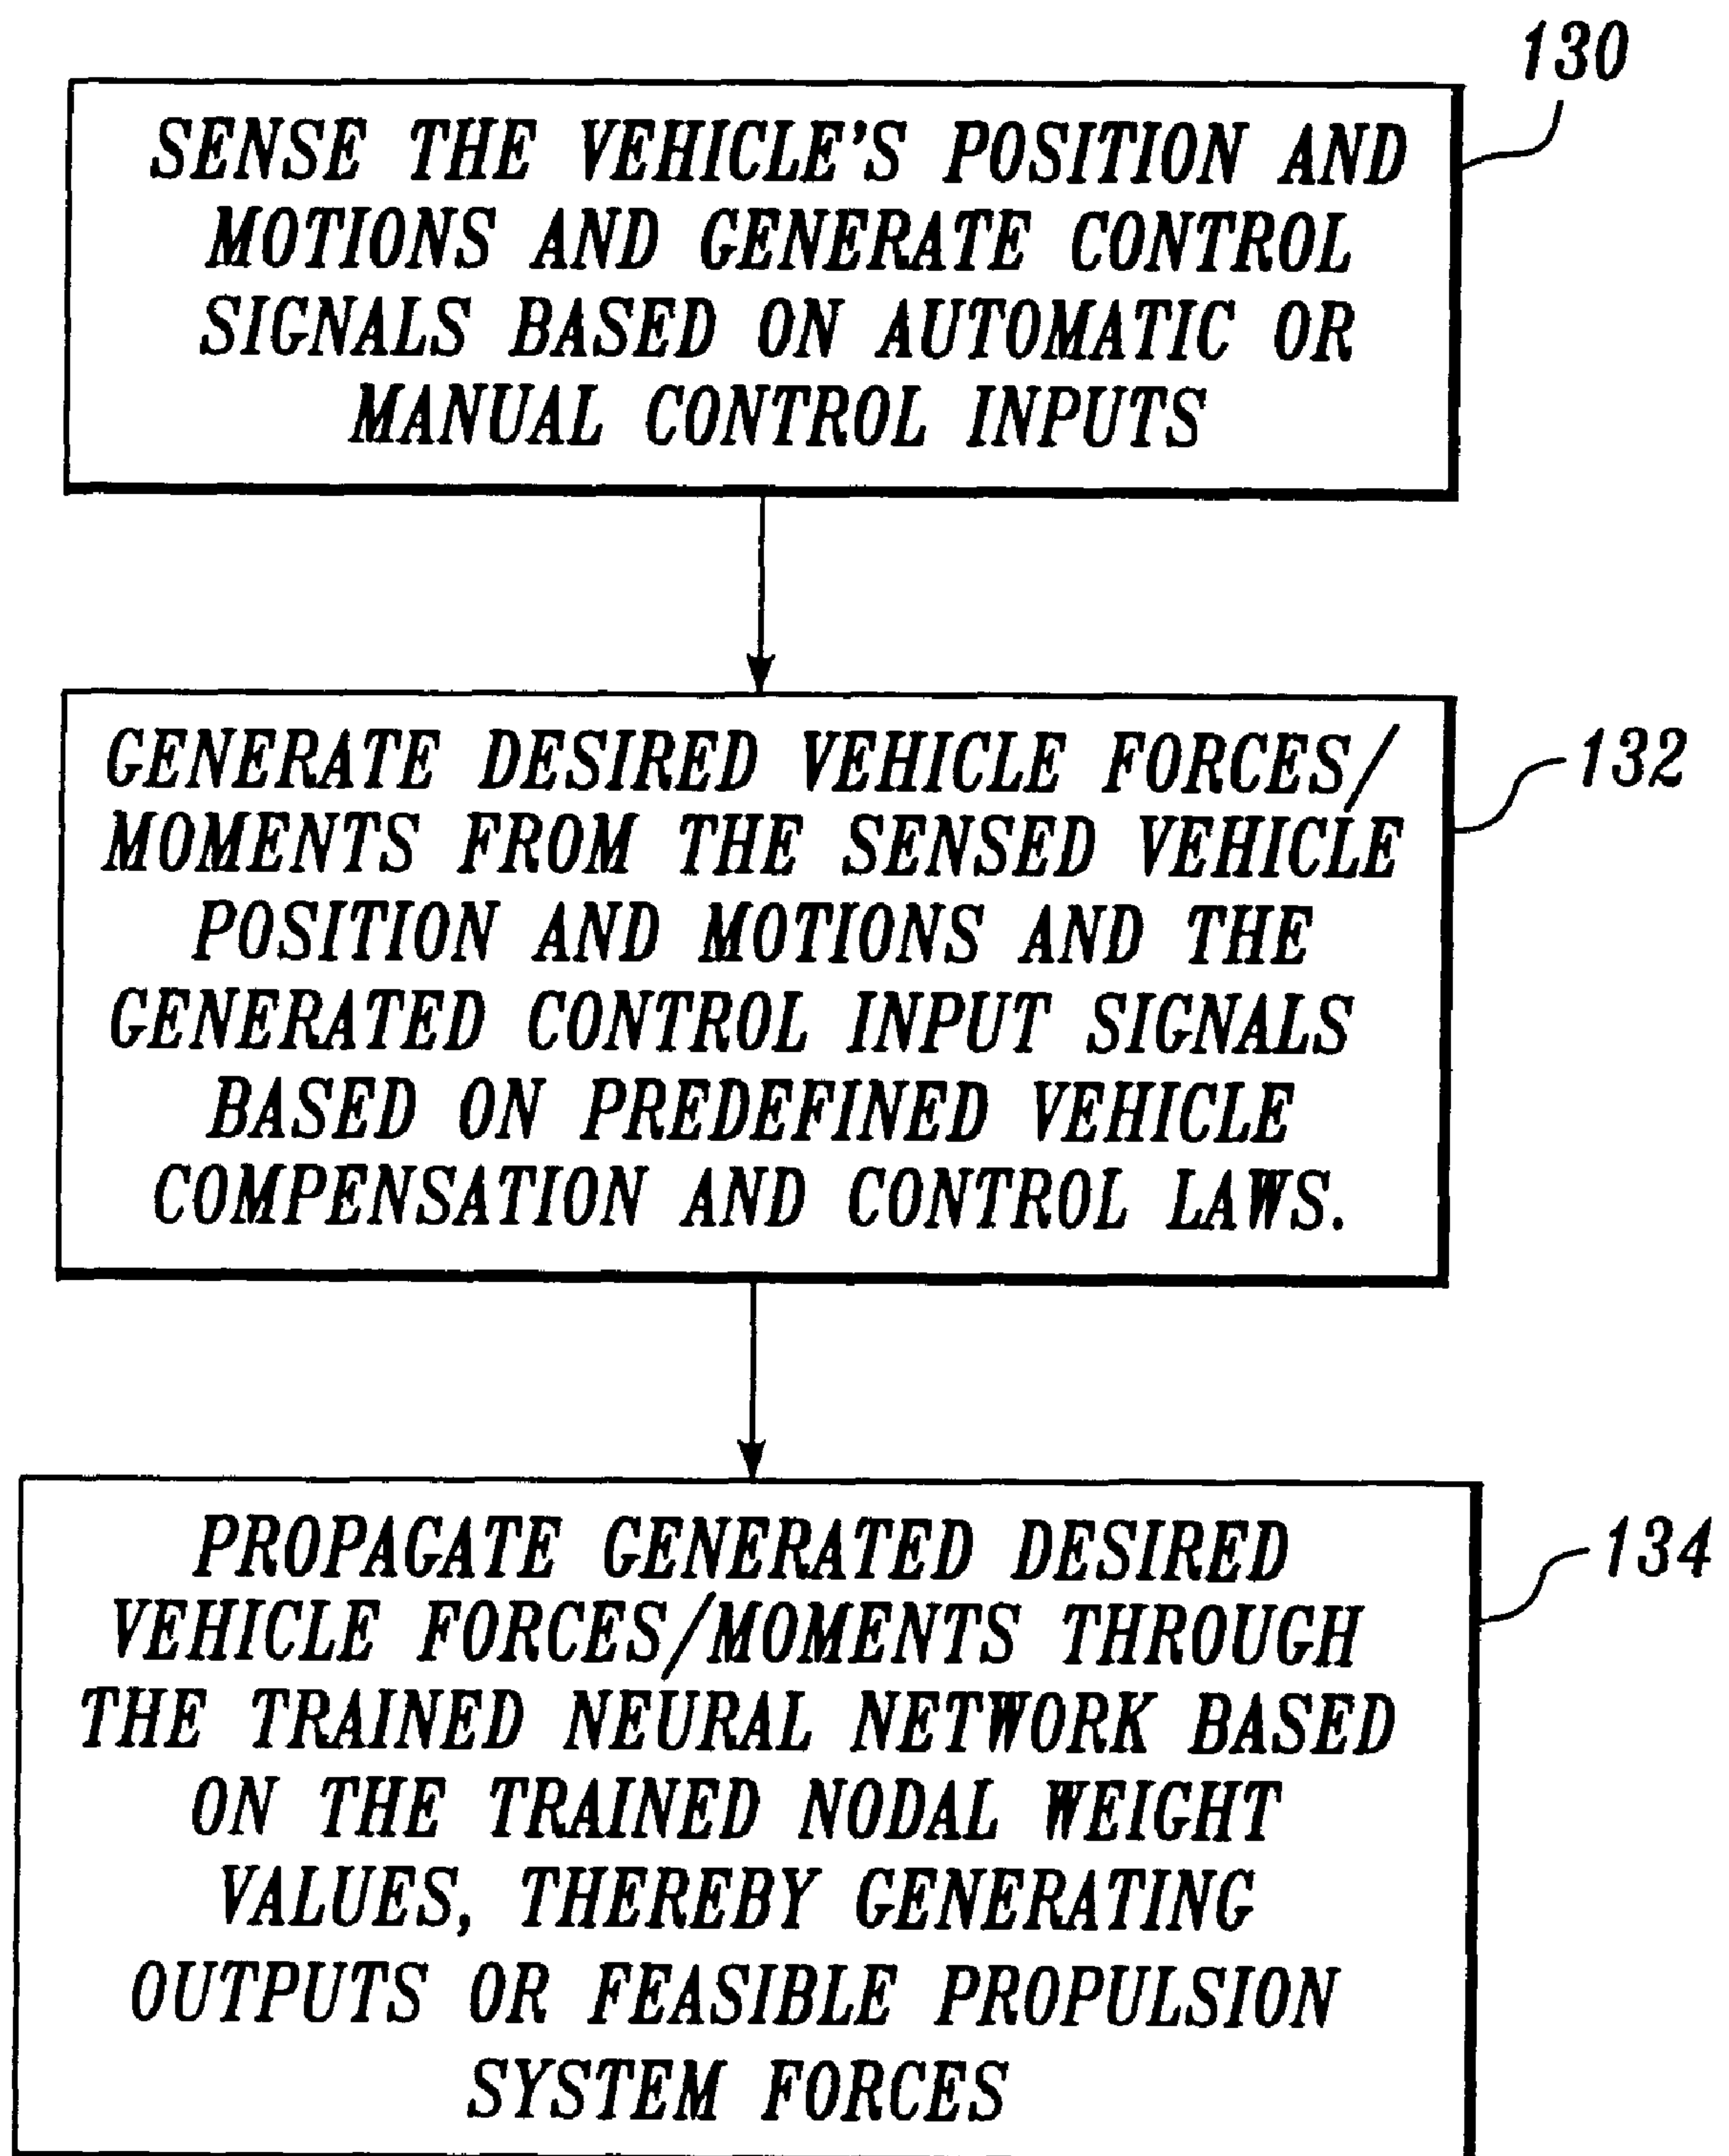 130
SENSE THE VEHICLE'S POSITION AND
MOTIONS AND GENERATE CONTROL
SIGNALS BASED ON AUTOMATIC OR
MANUAL CONTROL INPUTS
132
GENERATE DESIRED VEHICLE FORCES/
MOMENTS FROM THE SENSED VEHICLE
POSITION AND MOTIONS AND THE
GENERATED CONTROL INPUT SIGNALS
BASED ON PREDEFINED VEHICLE
COMPENSATION AND CONTROL LAWS.
134
PROPAGATE GENERATED DESIRED
VEHICLE FORCES/MOMENTS THROUGH
THE TRAINED NEURAL NETWORK BASED
ON THE TRAINED NODAL WEIGHT
VALUES, THEREBY GENERATING
OUTPUTS OR FEASIBLE PROPULSION
SYSTEM FORCES